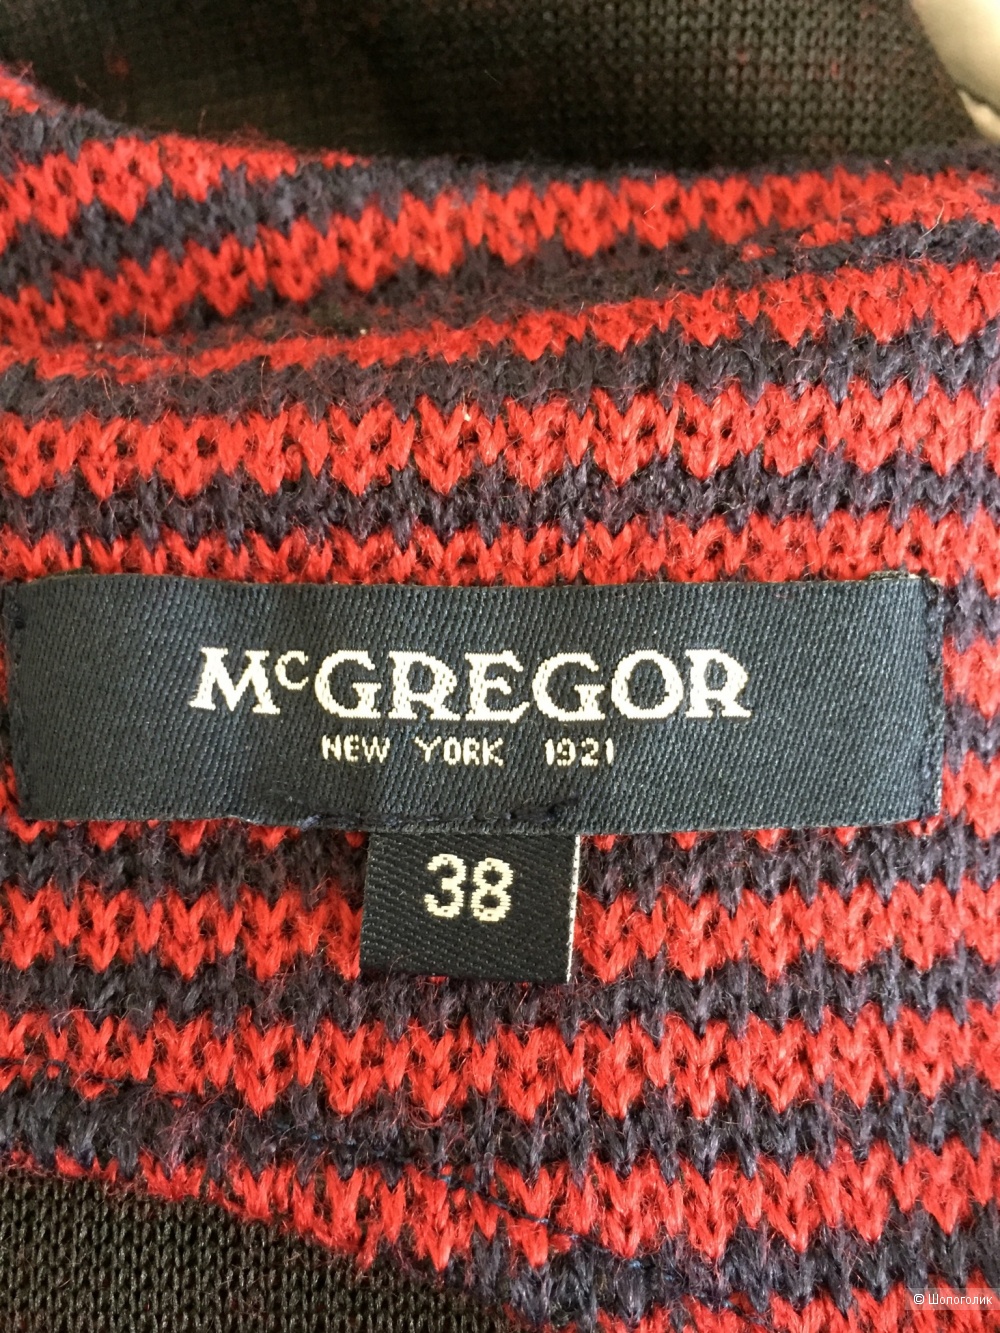 McGREGOR
NEW YORK 1921
38
© Шопоголик